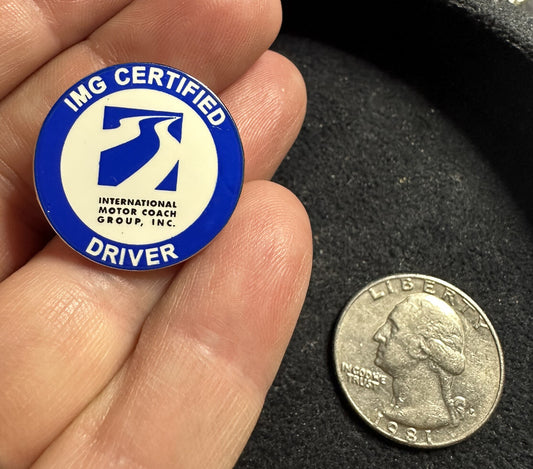 IMG CERTIFIED
INTERNATIONAL
MOTOR COACH
GROUP, INC.
DRIVER
LIBERTY
IN GOD WE
TRUST
1981